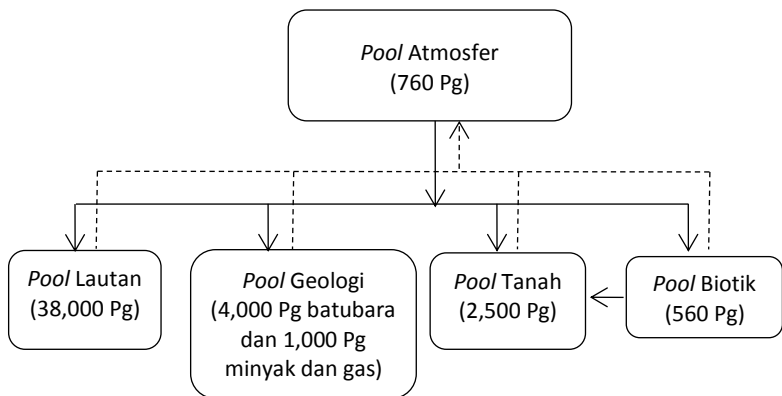 Pool Atmosfer
(760 Pg)
Pool Lautan
(38,000 Pg)
Pool Geologi
(4,000 Pg batubara
dan 1,000 Pg
minyak dan gas)
Pool Tanah
(2,500 Pg)
Pool Biotik
(560 Pg)